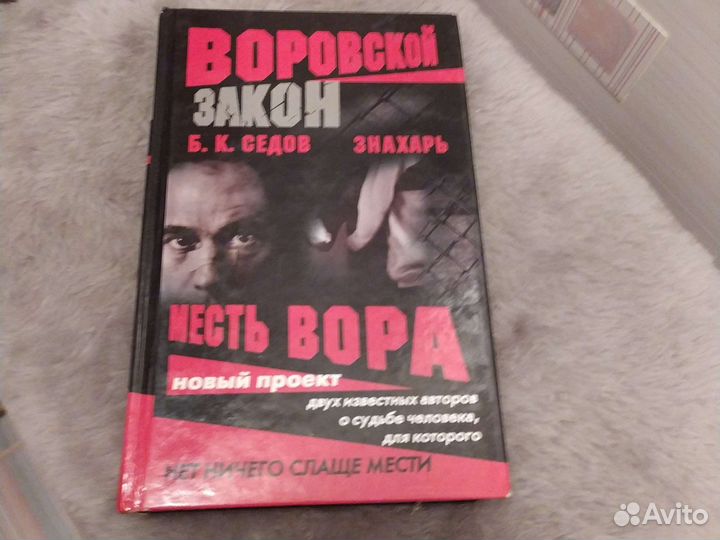 ВОРОВСКОЙ
ЗАКОН
Б. К. СЕДОВ ЗНАХАРЬ
МЕСТЬ ВОРА
новый проект
двух известных авторов
о судьбе человека,
для которого
НЕТ НИЧЕГО СЛАЩЕ МЕСТИ
Avito